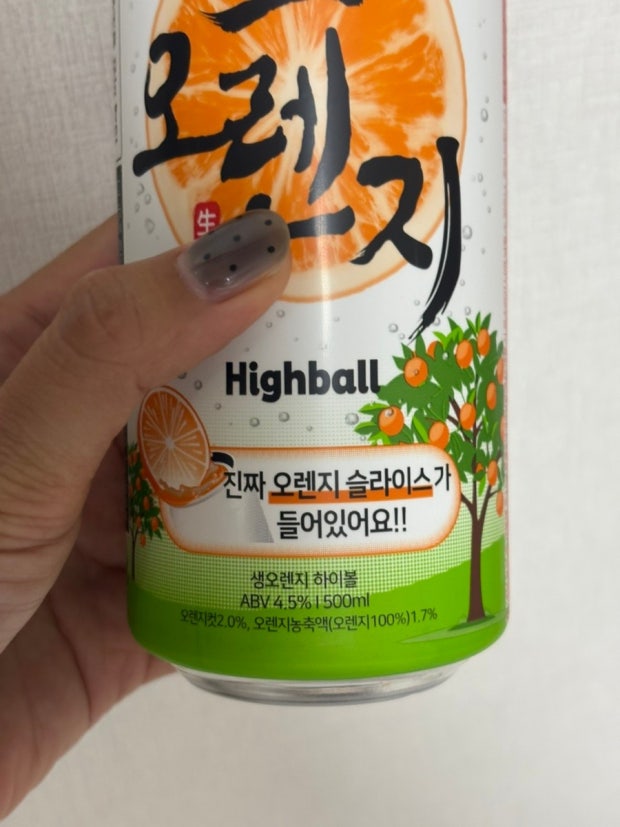 오렌지
生
Highball
진짜 오렌지 슬라이스가
들어있어요!!
생오렌지 하이볼
ABV 4.5% I 500ml
오렌지컷2.0%, 오렌지농축액(오렌지100%)1.7%